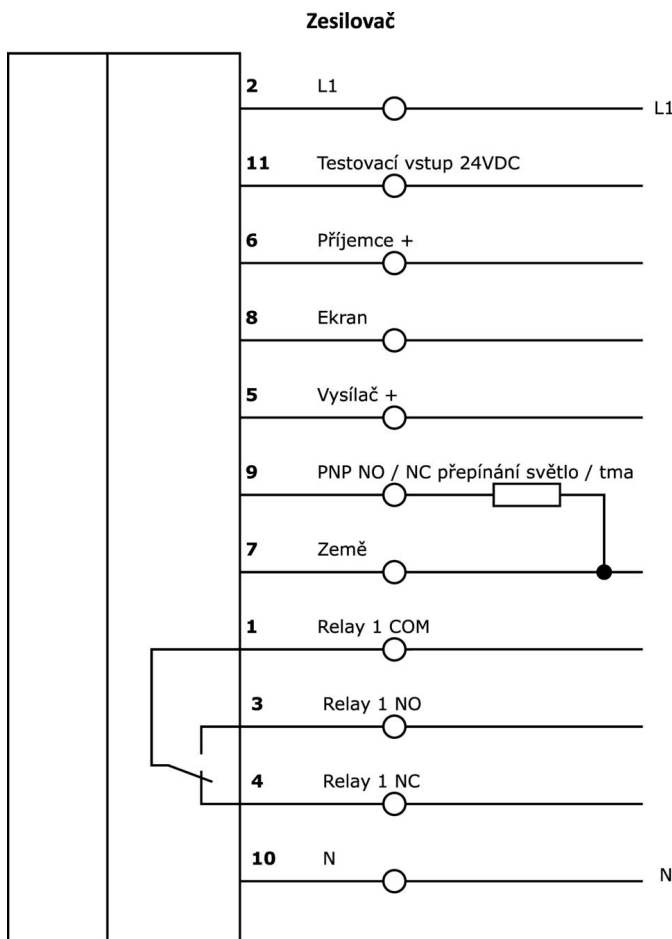 Zesilovač
2 L1
L1
11 Testovací vstup 24VDC
6 Příjemce +
8 Ekran
5 Vysílač +
9 PNP NO / NC přepínání světlo / tma
7 Země
1 Relay 1 COM
3 Relay 1 NO
4 Relay 1 NC
10 N
N